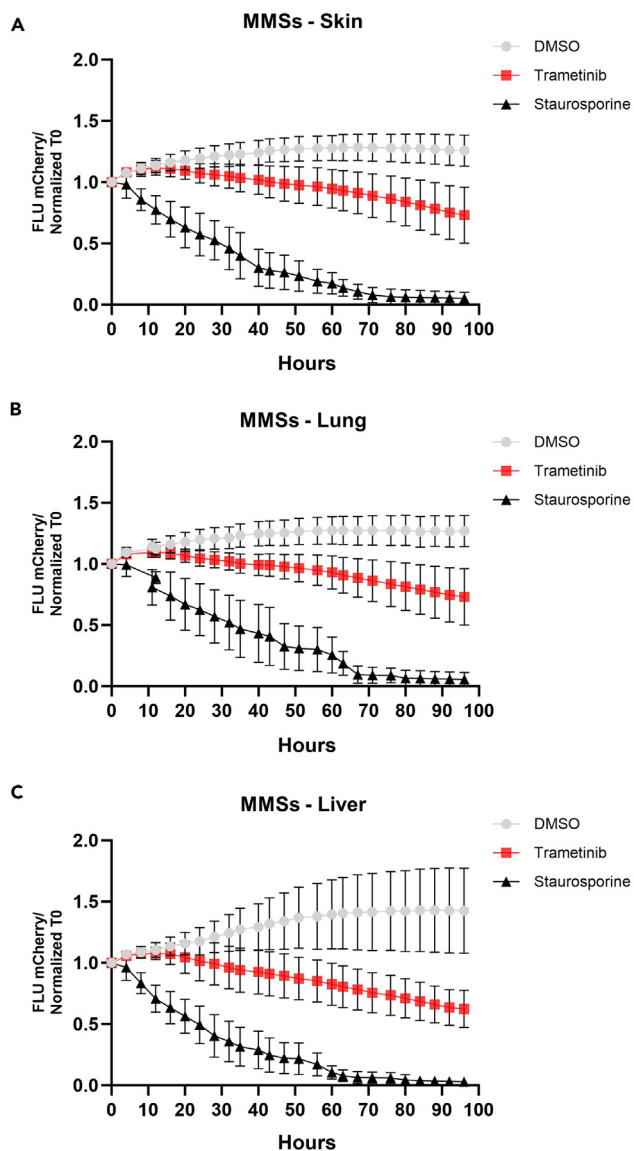 A
MMSs - Skin
FLU mCherry/
Normalized T0
2.0
1.5
1.0
0.5
0.0
0 10 20 30 40 50 60 70 80 90 100
Hours
DMSO
Trametinib
Staurosporine
B
MMSs - Lung
FLU mCherry/
Normalized T0
2.0
1.5
1.0
0.5
0.0
0 10 20 30 40 50 60 70 80 90 100
Hours
DMSO
Trametinib
Staurosporine
C
MMSs - Liver
FLU mCherry/
Normalized T0
2.0
1.5
1.0
0.5
0.0
0 10 20 30 40 50 60 70 80 90 100
Hours
DMSO
Trametinib
Staurosporine